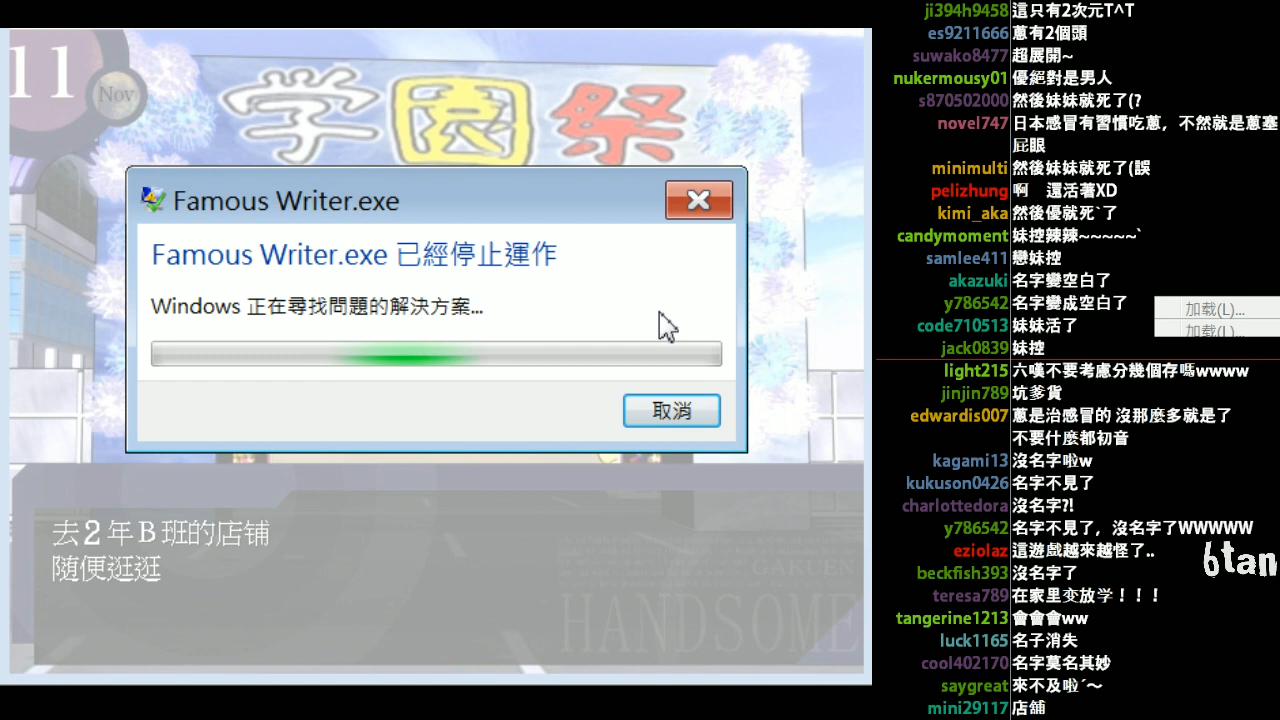 11
Nov
学園祭
Famous Writer.exe
Famous Writer.exe 已經停止運作
Windows 正在尋找問題的解決方案...
取消
去2年B班的店铺
随便逛逛
GAKUES
HANDSOME
ji394h9458 這只有2次元T^T
es9211666 蔥有2個頭
suwako8477 超展開~
nukermousy01 優絕對是男人
s870502000 然後妹妹就死了(?
novel747 日本感冒有習慣吃蔥，不然就是蔥塞
屁眼
minimulti 然後妹妹就死了(誤
pelizhung 啊　還活著XD
kimi_aka 然後優就死`了
candymoment 妹控辣辣~~~~~`
samlee411 戀妹控
akazuki 名字變空白了
y786542 名字變成空白了
code710513 妹妹活了
jack0839 妹控
light215 六嘆不要考慮分幾個存嗎wwww
jinjin789 坑爹貨
edwardis007 蔥是治感冒的 沒那麼多就是了
不要什麼都初音
kagami13 沒名字啦w
kukuson0426 名字不見了
charlottedora 沒名字?!
y786542 名字不見了，沒名字了WWWWW
eziolaz 這遊戲越來越怪了..
beckfish393 沒名字了
teresa789 在家里变放学！！！
tangerine1213 會會會ww
luck1165 名子消失
cool402170 名字莫名其妙
saygreat 來不及啦ˊ～
mini29117 店舖
加载(L)...
加载(L)...
6tan